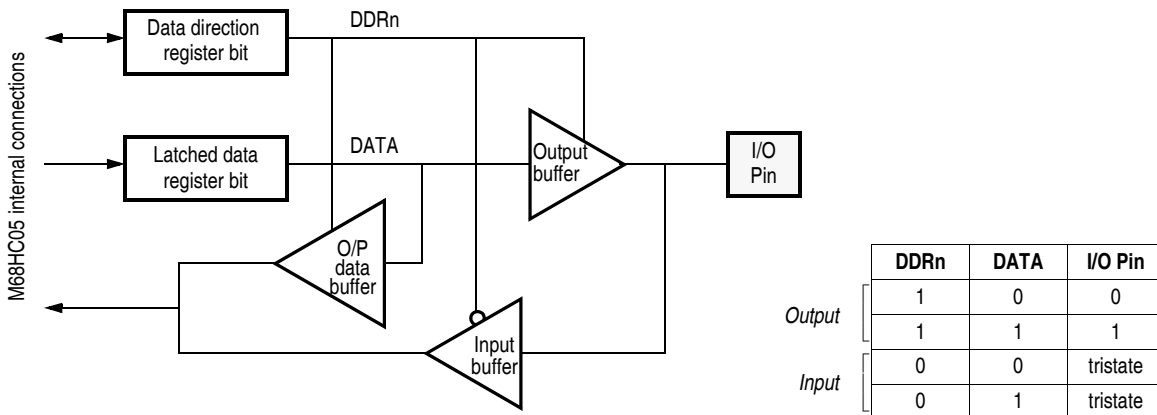 M68HC05 internal connections
Data direction
register bit
DDRn
Latched data
register bit
DATA
Output
buffer
I/O
Pin
O/P
data
buffer
Input
buffer
DDRn DATA I/O Pin
Output
1 0 0
1 1 1
Input
0 0 tristate
0 1 tristate